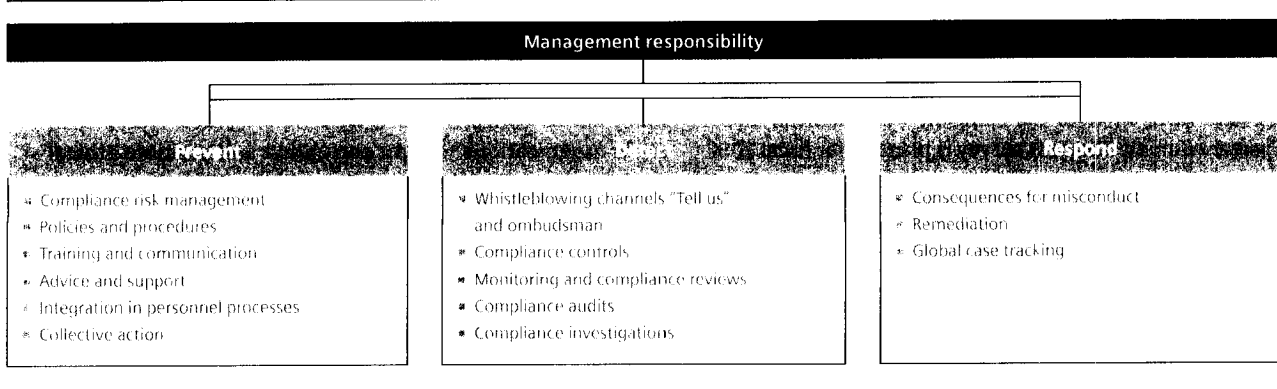 Management responsibility
Prevent
Compliance risk management
Policies and procedures
Training and communication
Advice and support
Integration in personnel processes
Collective action
Detect
Whistleblowing channels "Tell us"
and ombudsman
Compliance controls
Monitoring and compliance reviews
Compliance audits
Compliance investigations
Respond
Consequences for misconduct
Remediation
Global case tracking